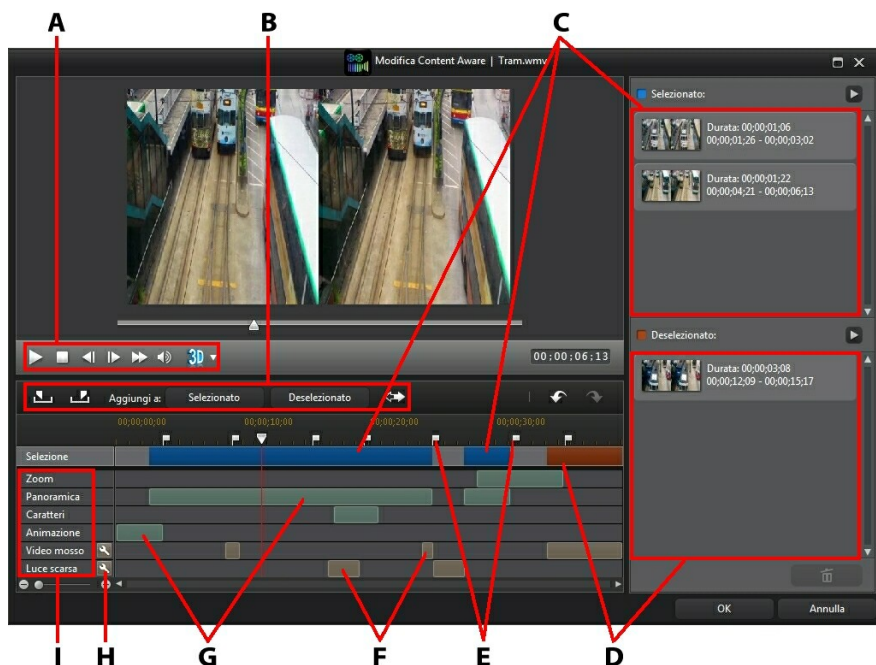 A B C
Modifica Content Aware | Tram.wmv
Selezionato:
Durata: 00;00;01;06
00;00;01;26 - 00;00;03;02
Durata: 00;00;01;22
00;00;04;21 - 00;00;06;13
3D
00;00;06;13
Deselezionato:
Durata: 00;00;03;08
00;00;12;09 - 00;00;15;17
Aggiungi a: Selezionato Deselezionato
00;00;00;00 00;00;10;00 00;00;20;00 00;00;30;00
Selezione
Zoom
Panoramica
Caratteri
Animazione
Video mosso
Luce scarsa
OK Annulla
I H G F E D